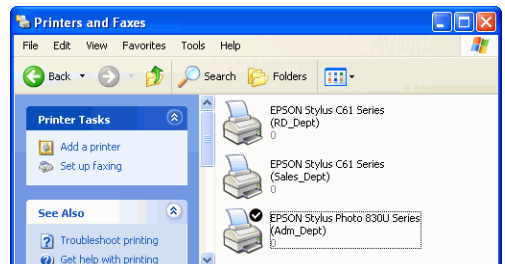 Printers and Faxes
File Edit View Favorites Tools Help
Back Search Folders
Printer Tasks
Add a printer
Set up faxing
See Also
Troubleshoot printing
Get help with printing
EPSON Stylus C61 Series
(RD_Dept)
0
EPSON Stylus C61 Series
(Sales_Dept)
0
EPSON Stylus Photo 830U Series
(Adm_Dept)
0